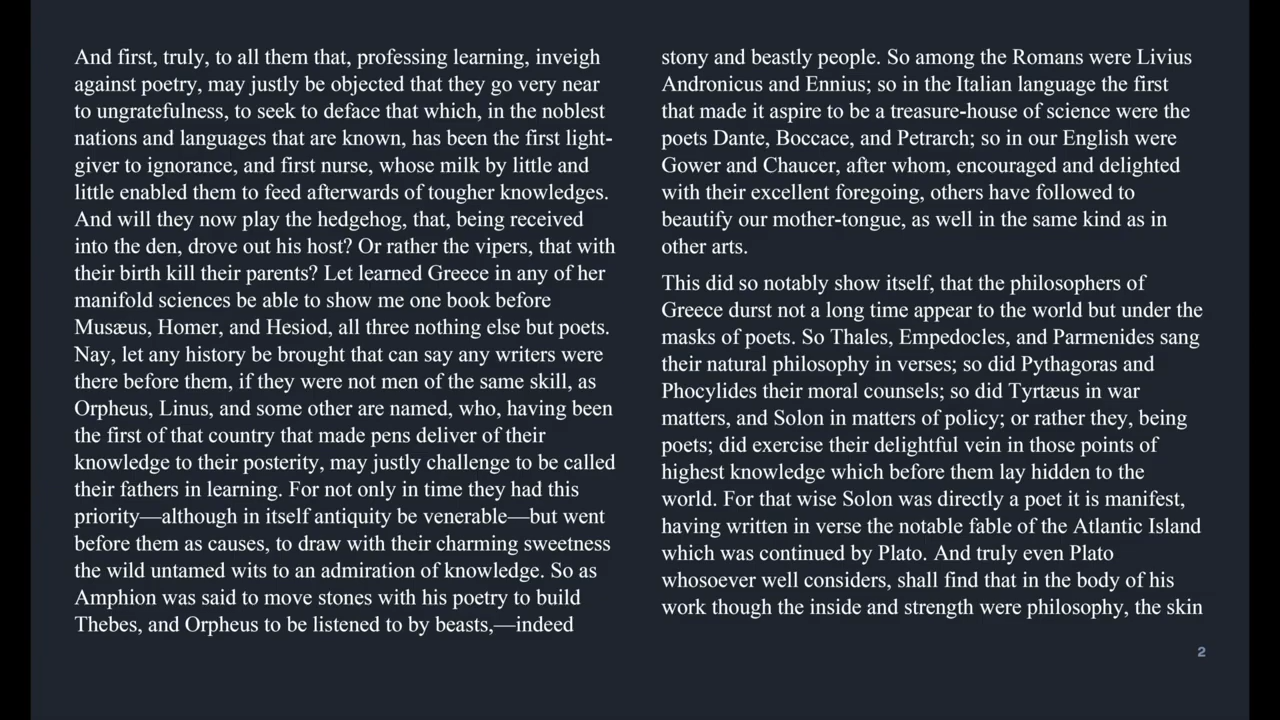 And first, truly, to all them that, professing learning, inveigh
against poetry, may justly be objected that they go very near
to ungratefulness, to seek to deface that which, in the noblest
nations and languages that are known, has been the first light-
giver to ignorance, and first nurse, whose milk by little and
little enabled them to feed afterwards of tougher knowledges.
And will they now play the hedgehog, that, being received
into the den, drove out his host? Or rather the vipers, that with
their birth kill their parents? Let learned Greece in any of her
manifold sciences be able to show me one book before
Musæus, Homer, and Hesiod, all three nothing else but poets.
Nay, let any history be brought that can say any writers were
there before them, if they were not men of the same skill, as
Orpheus, Linus, and some other are named, who, having been
the first of that country that made pens deliver of their
knowledge to their posterity, may justly challenge to be called
their fathers in learning. For not only in time they had this
priority—although in itself antiquity be venerable—but went
before them as causes, to draw with their charming sweetness
the wild untamed wits to an admiration of knowledge. So as
Amphion was said to move stones with his poetry to build
Thebes, and Orpheus to be listened to by beasts,—indeed
stony and beastly people. So among the Romans were Livius
Andronicus and Ennius; so in the Italian language the first
that made it aspire to be a treasure-house of science were the
poets Dante, Boccace, and Petrarch; so in our English were
Gower and Chaucer, after whom, encouraged and delighted
with their excellent foregoing, others have followed to
beautify our mother-tongue, as well in the same kind as in
other arts.
This did so notably show itself, that the philosophers of
Greece durst not a long time appear to the world but under the
masks of poets. So Thales, Empedocles, and Parmenides sang
their natural philosophy in verses; so did Pythagoras and
Phocylides their moral counsels; so did Tyrtæus in war
matters, and Solon in matters of policy; or rather they, being
poets; did exercise their delightful vein in those points of
highest knowledge which before them lay hidden to the
world. For that wise Solon was directly a poet it is manifest,
having written in verse the notable fable of the Atlantic Island
which was continued by Plato. And truly even Plato
whosoever well considers, shall find that in the body of his
work though the inside and strength were philosophy, the skin
2